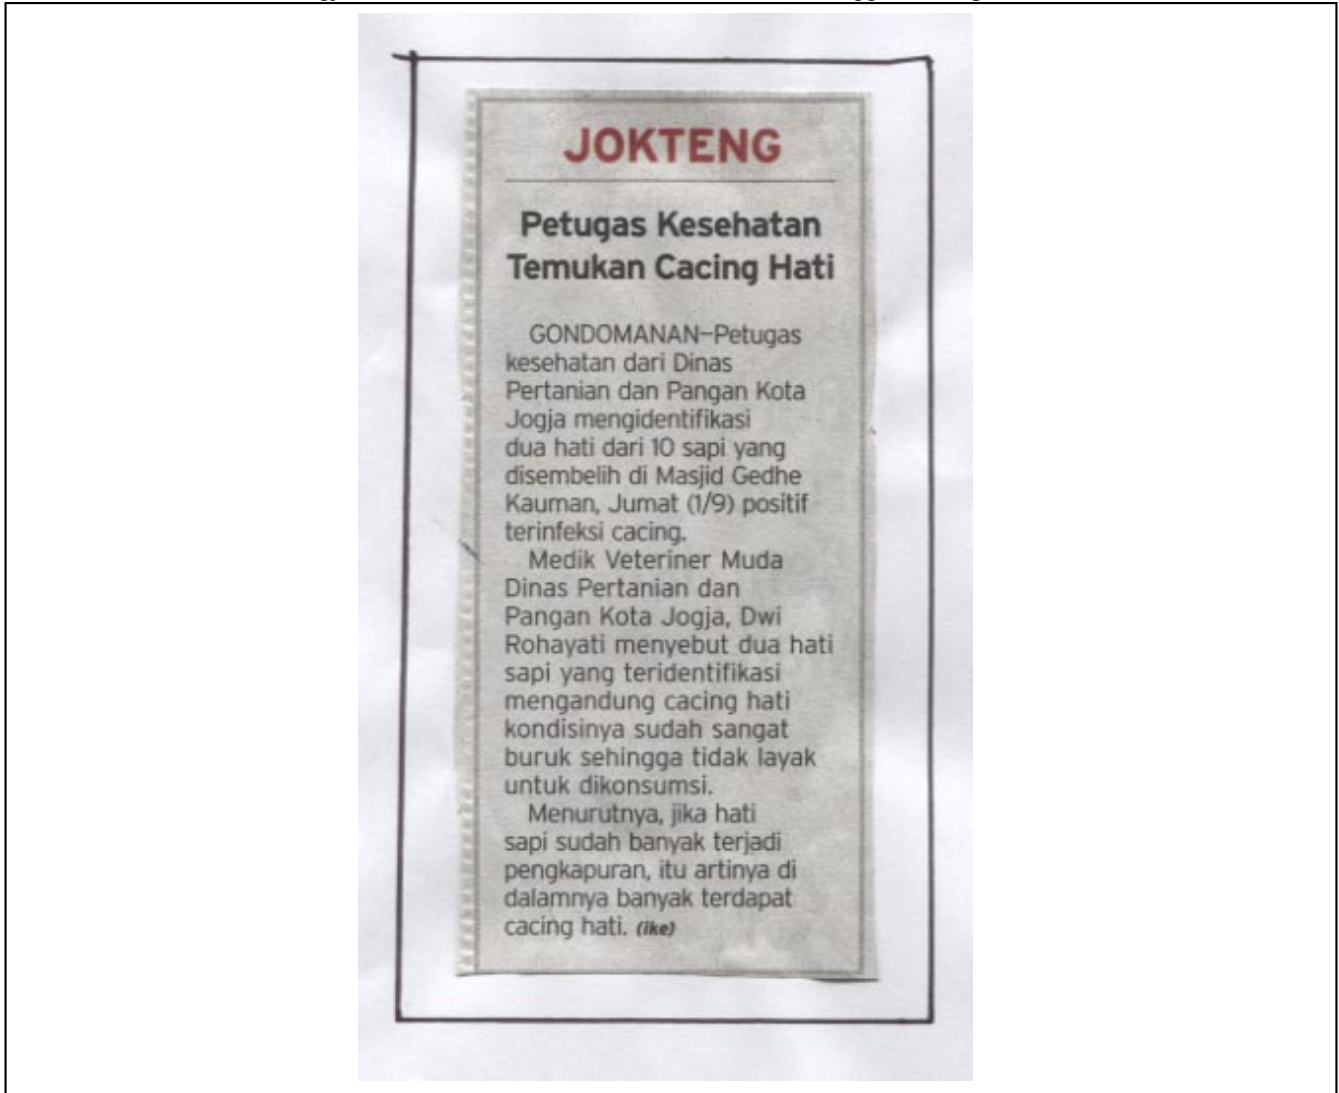 JOKTENG
Petugas Kesehatan
Temukan Cacing Hati
GONDOMANAN–Petugas
kesehatan dari Dinas
Pertanian dan Pangan Kota
Jogja mengidentifikasi
dua hati dari 10 sapi yang
disembelih di Masjid Gedhe
Kauman, Jumat (1/9) positif
terinfeksi cacing.
Medik Veteriner Muda
Dinas Pertanian dan
Pangan Kota Jogja, Dwi
Rohayati menyebut dua hati
sapi yang teridentifikasi
mengandung cacing hati
kondisinya sudah sangat
buruk sehingga tidak layak
untuk dikonsumsi.
Menurutnya, jika hati
sapi sudah banyak terjadi
pengkapuran, itu artinya di
dalamnya banyak terdapat
cacing hati. (ike)